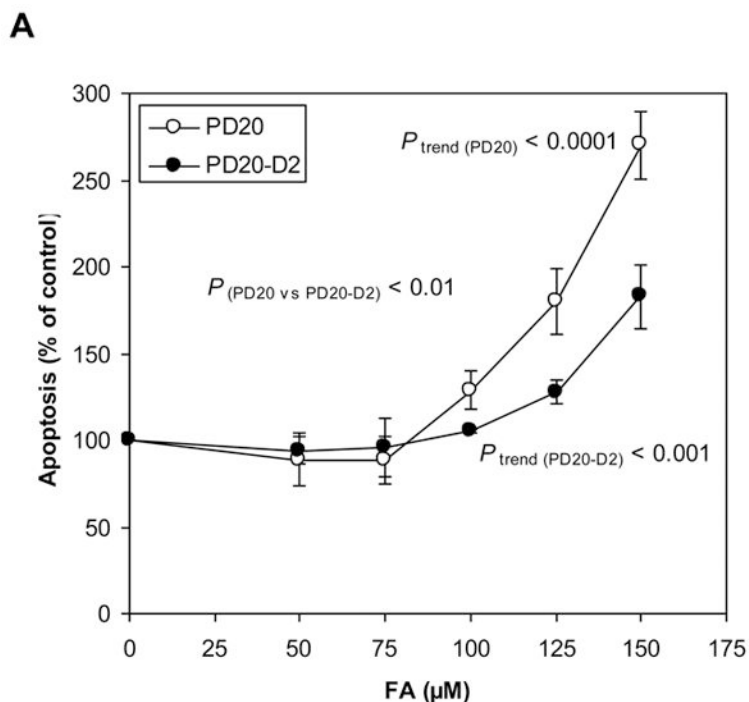 A
300
250
200
150
100
50
0
Apoptosis (% of control)
PD20
PD20-D2
P trend (PD20) < 0.0001
P (PD20 vs PD20-D2) < 0.01
P trend (PD20-D2) < 0.001
0 25 50 75 100 125 150 175
FA (µM)